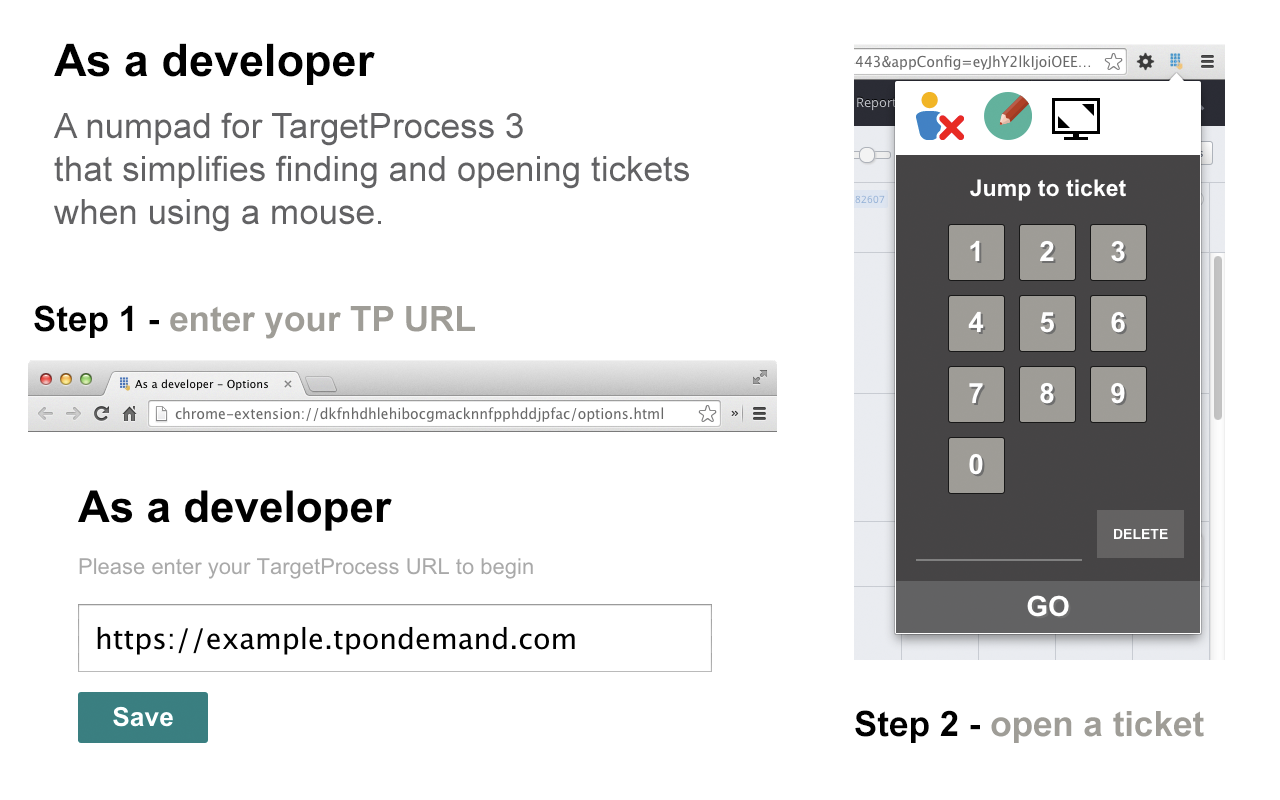 As a developer
A numpad for TargetProcess 3
that simplifies finding and opening tickets
when using a mouse.
Step 1 - enter your TP URL
As a developer – Options
chrome-extension://dkfnhdhlehibocgmacknnfpphddjpfac/options.html
As a developer
Please enter your TargetProcess URL to begin
https://example.tpondemand.com
Save
443&appConfig=eyJhY2lkIjoiOEE...
Report
82607
Jump to ticket
1 2 3
4 5 6
7 8 9
0
DELETE
GO
Step 2 - open a ticket